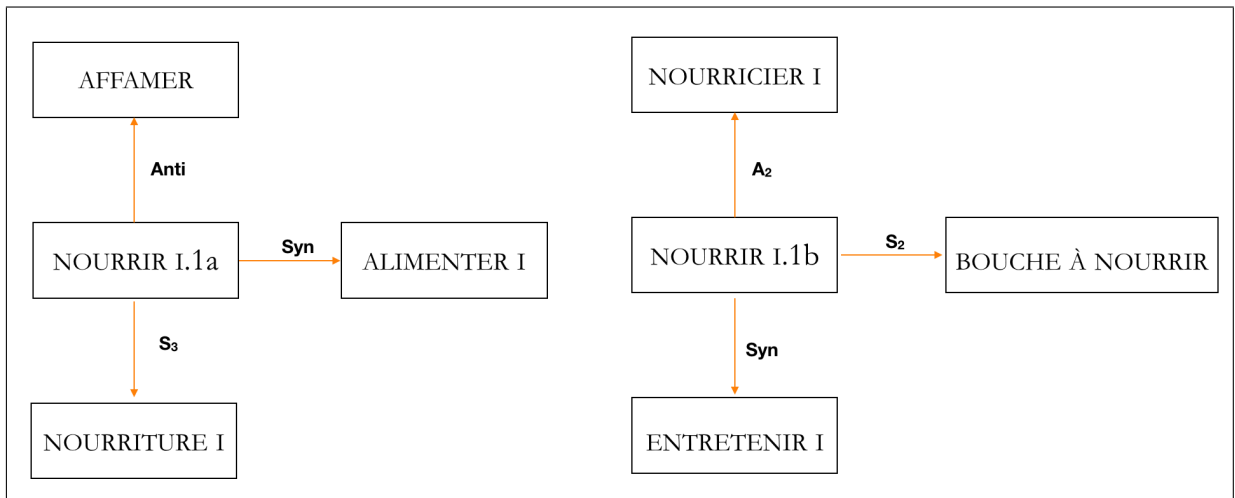 AFFAMER
Anti
NOURRIR I.1a
Syn
ALIMENTER I
S₃
NOURRITURE I
NOURRICIER I
A₂
NOURRIR I.1b
S₂
BOUCHE À NOURRIR
Syn
ENTRETENIR I